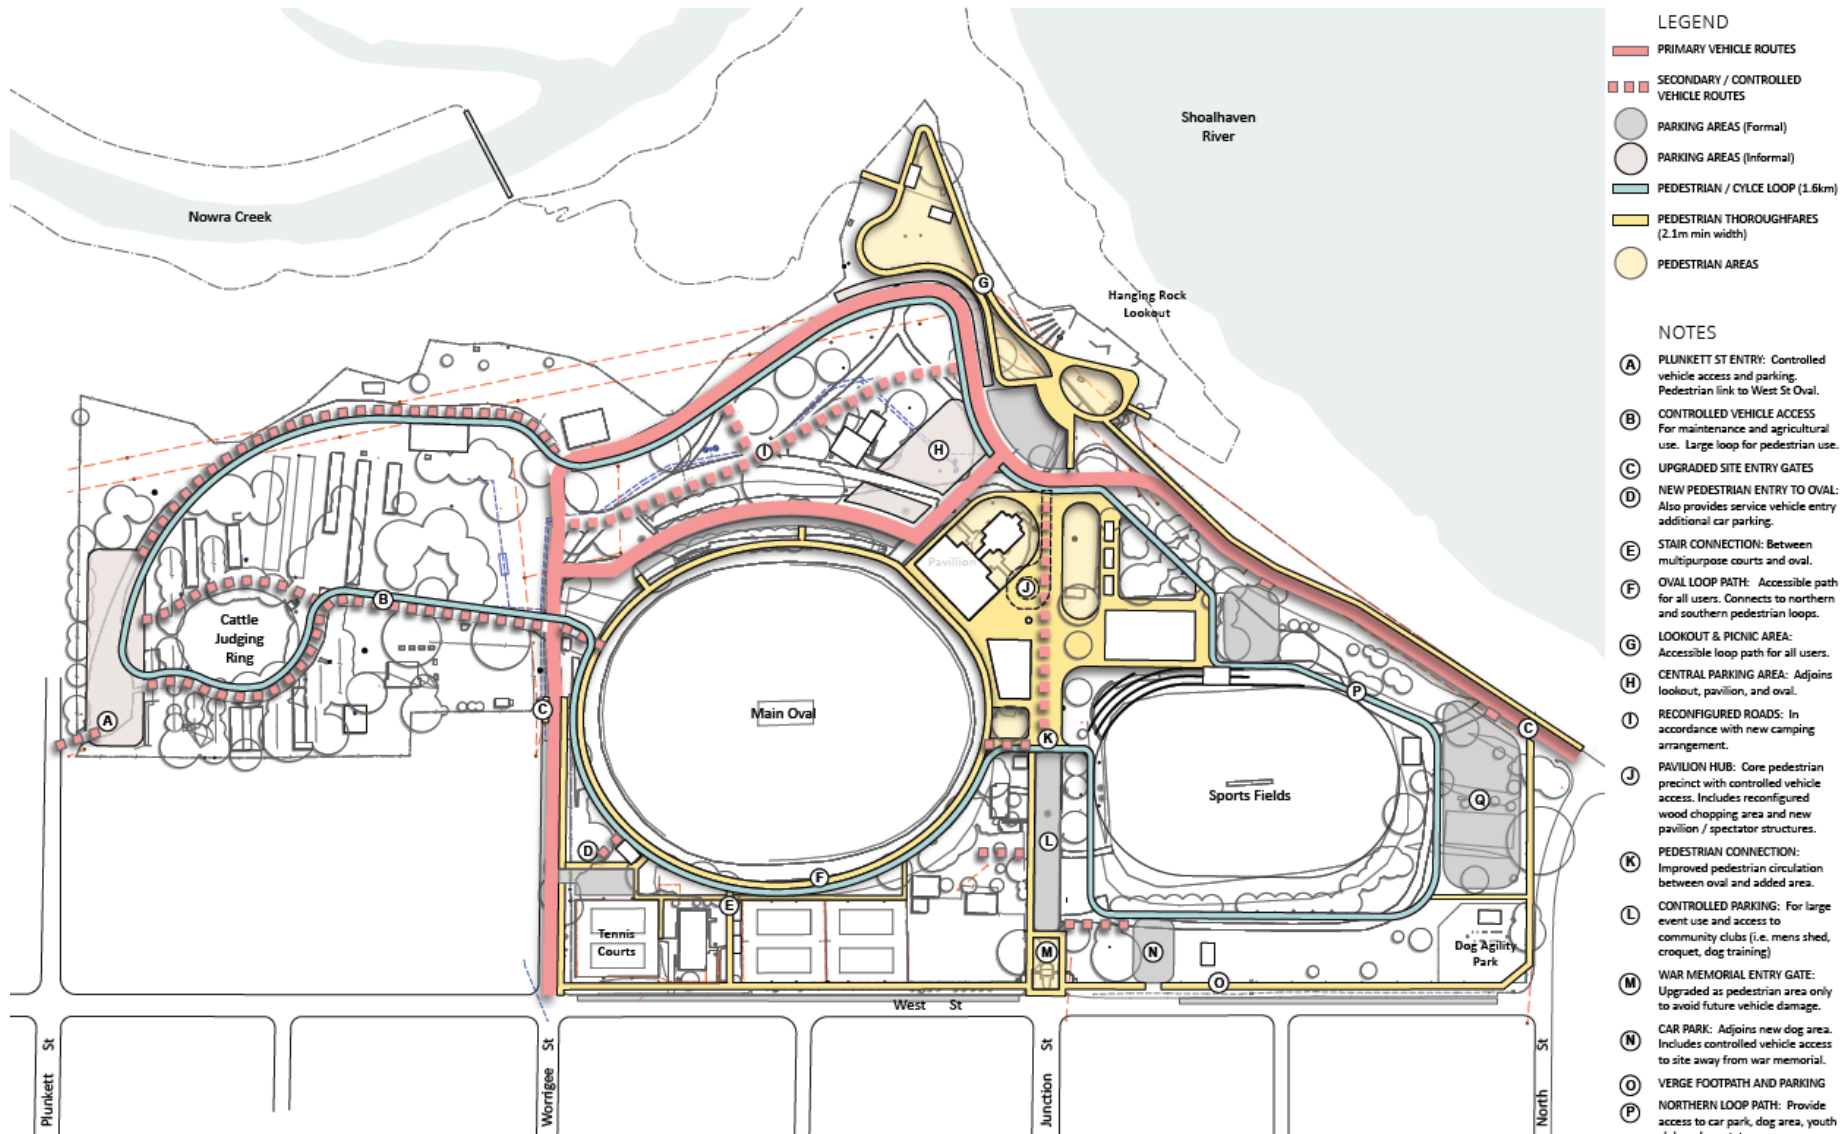 Nowra Creek
Shoalhaven
River
Hanging Rock
Lookout
G
H
I
Pavillion
J
B
Cattle
Judging
Ring
A
C
Main Oval
K
P
C
Sports Fields
Q
L
D
F
E
Tennis
Courts
M
N
Dog Agility
Park
O
West St
Plunkett St
Worrigee St
Junction St
North St
LEGEND
PRIMARY VEHICLE ROUTES
SECONDARY / CONTROLLED
VEHICLE ROUTES
PARKING AREAS (Formal)
PARKING AREAS (Informal)
PEDESTRIAN / CYLCE LOOP (1.6km)
PEDESTRIAN THOROUGHFARES
(2.1m min width)
PEDESTRIAN AREAS
NOTES
A PLUNKETT ST ENTRY: Controlled
vehicle access and parking.
Pedestrian link to West St Oval.
B CONTROLLED VEHICLE ACCESS
For maintenance and agricultural
use. Large loop for pedestrian use.
C UPGRADED SITE ENTRY GATES
D NEW PEDESTRIAN ENTRY TO OVAL:
Also provides service vehicle entry
additional car parking.
E STAIR CONNECTION: Between
multipurpose courts and oval.
F OVAL LOOP PATH: Accessible path
for all users. Connects to northern
and southern pedestrian loops.
G LOOKOUT & PICNIC AREA:
Accessible loop path for all users.
H CENTRAL PARKING AREA: Adjoins
lookout, pavilion, and oval.
I RECONFIGURED ROADS: In
accordance with new camping
arrangement.
J PAVILION HUB: Core pedestrian
precinct with controlled vehicle
access. Includes reconfigured
wood chopping area and new
pavilion / spectator structures.
K PEDESTRIAN CONNECTION:
Improved pedestrian circulation
between oval and added area.
L CONTROLLED PARKING: For large
event use and access to
community clubs (i.e. mens shed,
croquet, dog training)
M WAR MEMORIAL ENTRY GATE:
Upgraded as pedestrian area only
to avoid future vehicle damage.
N CAR PARK: Adjoins new dog area.
Includes controlled vehicle access
to site away from war memorial.
O VERGE FOOTPATH AND PARKING
P NORTHERN LOOP PATH: Provide
access to car park, dog area, youth